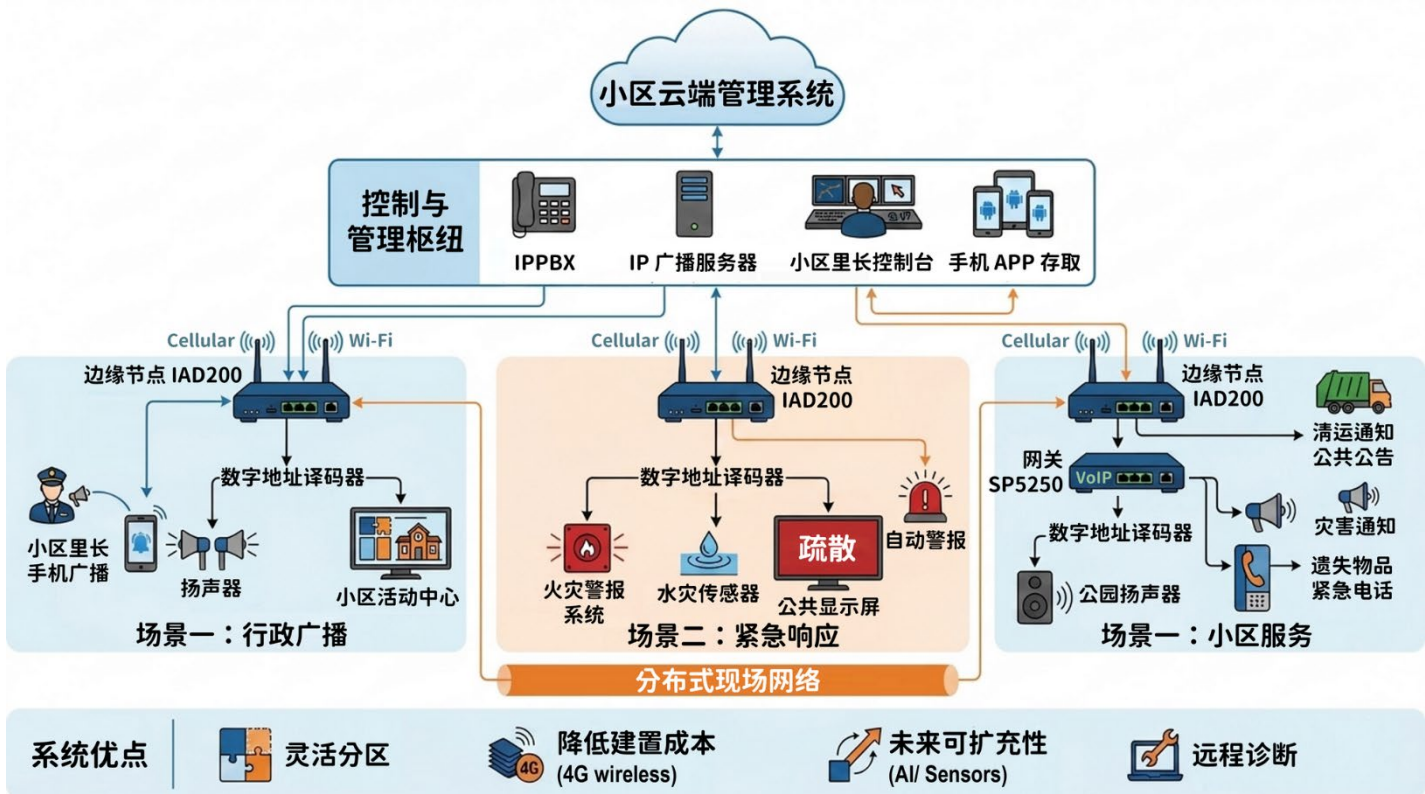 小区云端管理系统
控制与
管理枢纽
IPPBX
IP 广播服务器
小区里长控制台
手机 APP 存取
Cellular
Wi-Fi
边缘节点 IAD200
数字地址译码器
小区里长
手机广播
扬声器
小区活动中心
场景一：行政广播
Cellular
Wi-Fi
边缘节点
IAD200
数字地址译码器
火灾警报
系统
水灾传感器
疏散
公共显示屏
自动警报
场景二：紧急响应
Cellular
Wi-Fi
边缘节点
IAD200
清运通知
公共公告
网关
SP5250
VoIP
数字地址译码器
灾害通知
公园扬声器
遗失物品
紧急电话
场景一：小区服务
分布式现场网络
系统优点
灵活分区
4G
降低建置成本
(4G wireless)
未来可扩充性
(AI/ Sensors)
远程诊断